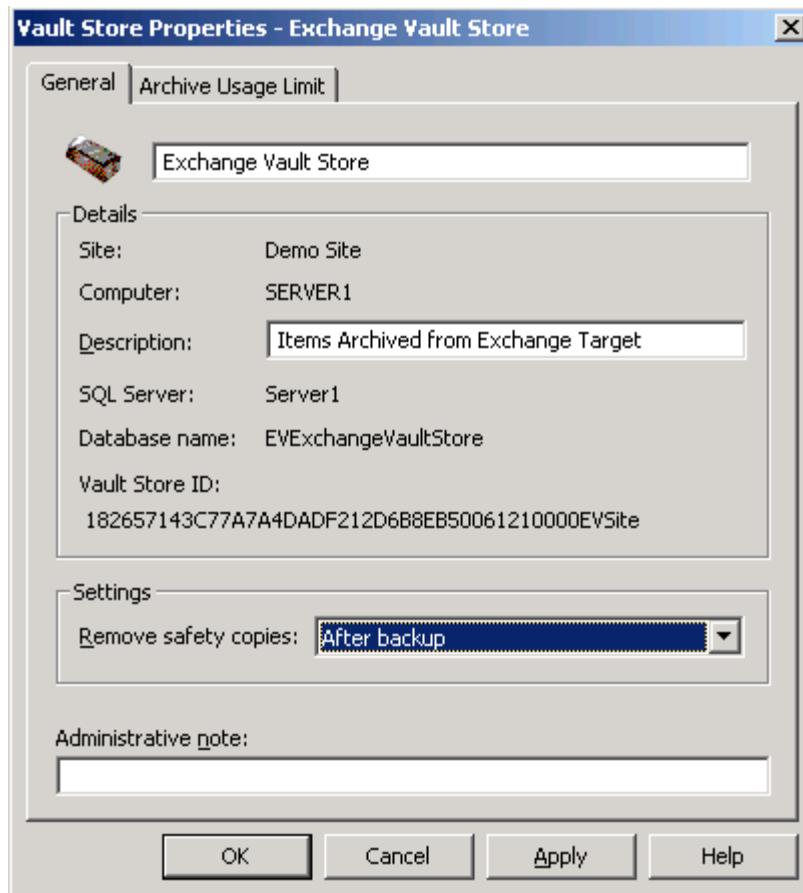 Vault Store Properties - Exchange Vault Store
General
Archive Usage Limit
Exchange Vault Store
Details
Site: Demo Site
Computer: SERVER1
Description: Items Archived from Exchange Target
SQL Server: Server1
Database name: EVExchangeVaultStore
Vault Store ID:
182657143C77A7A4DADF212D6B8EB50061210000EVSite
Settings
Remove safety copies: After backup
Administrative note:
OK Cancel Apply Help